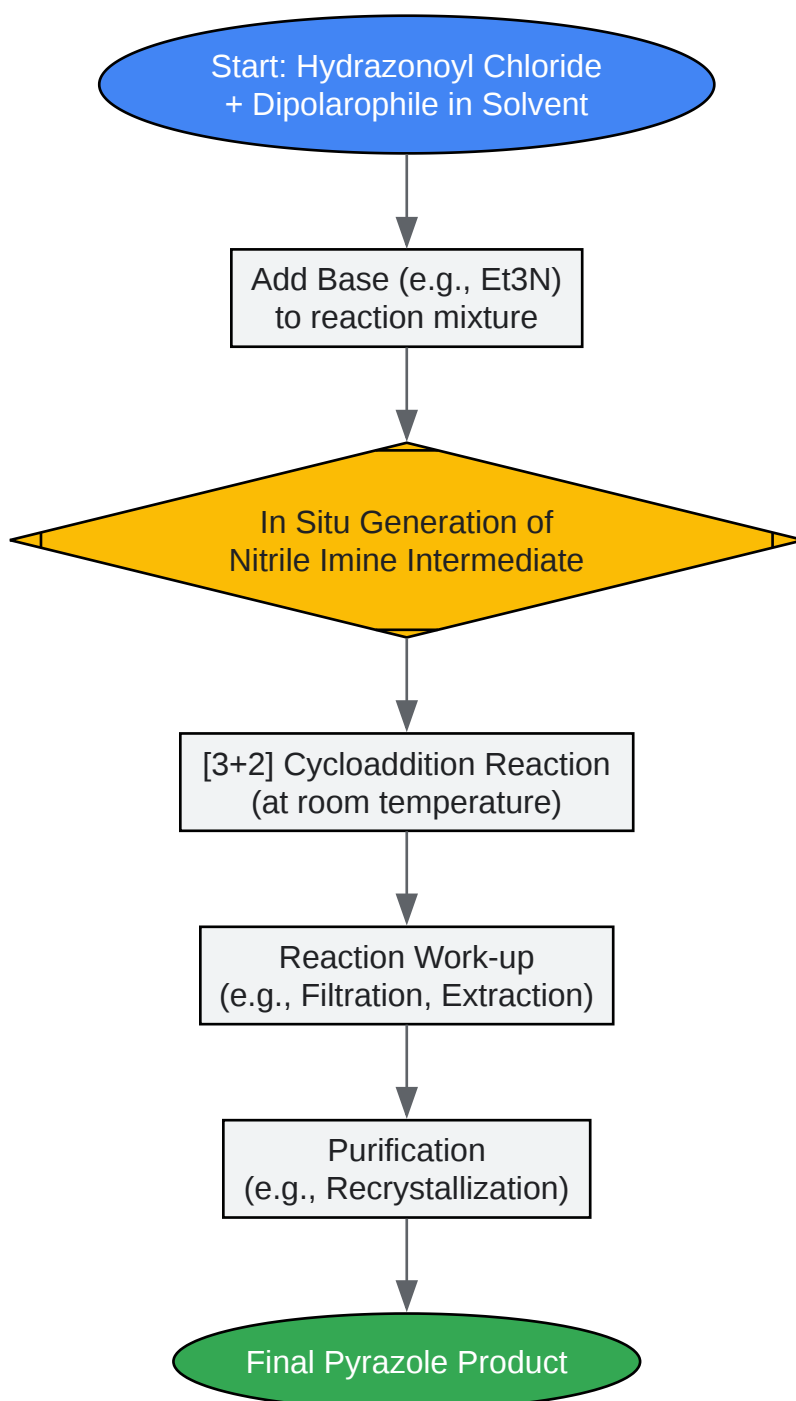 Start: Hydrazonoyl Chloride
+ Dipolarophile in Solvent
Add Base (e.g., Et3N)
to reaction mixture
In Situ Generation of
Nitrile Imine Intermediate
[3+2] Cycloaddition Reaction
(at room temperature)
Reaction Work-up
(e.g., Filtration, Extraction)
Purification
(e.g., Recrystallization)
Final Pyrazole Product